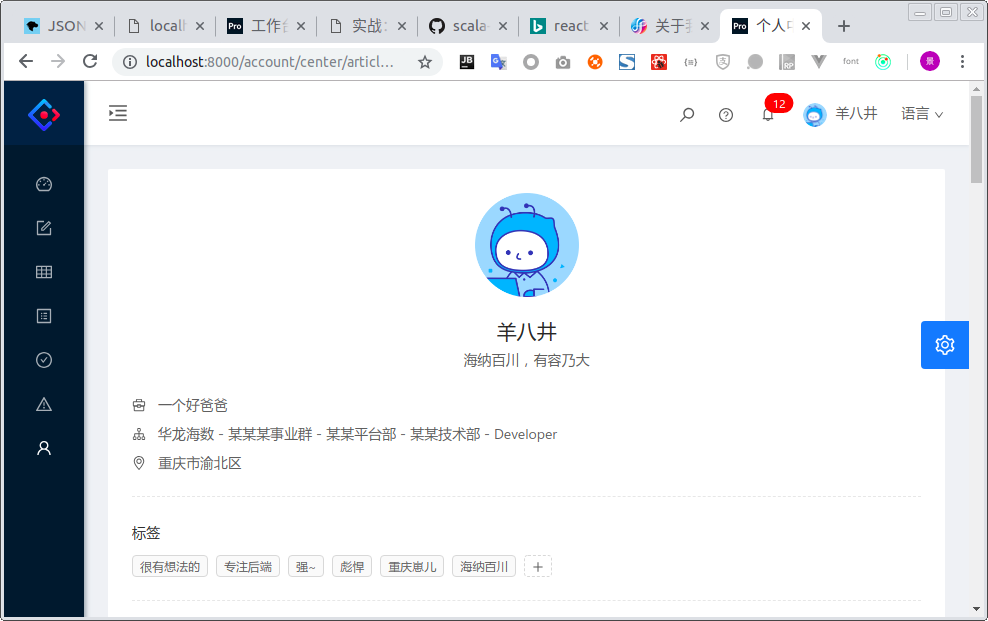 JSON
local
Pro 工作台
实战:
scala
react
关于我
Pro 个人中
localhost:8000/account/center/articl...
JB
RP
font
景
12
羊八井
语言
羊八井
海纳百川，有容乃大
一个好爸爸
华龙海数 - 某某某事业群 - 某某平台部 - 某某技术部 - Developer
重庆市渝北区
标签
很有想法的 专注后端 强~ 彪悍 重庆崽儿 海纳百川 +